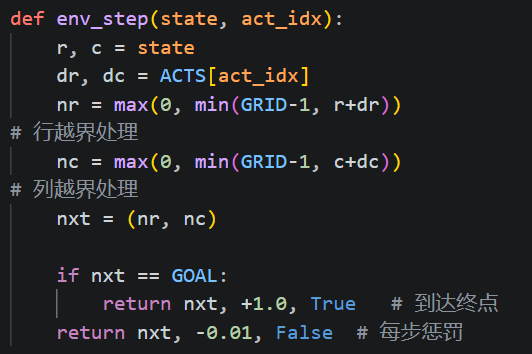 def env_step(state, act_idx):
    r, c = state
    dr, dc = ACTS[act_idx]
    nr = max(0, min(GRID-1, r+dr))
# 行越界处理
    nc = max(0, min(GRID-1, c+dc))
# 列越界处理
    nxt = (nr, nc)
    if nxt == GOAL:
        return nxt, +1.0, True   # 到达终点
    return nxt, -0.01, False  # 每步惩罚